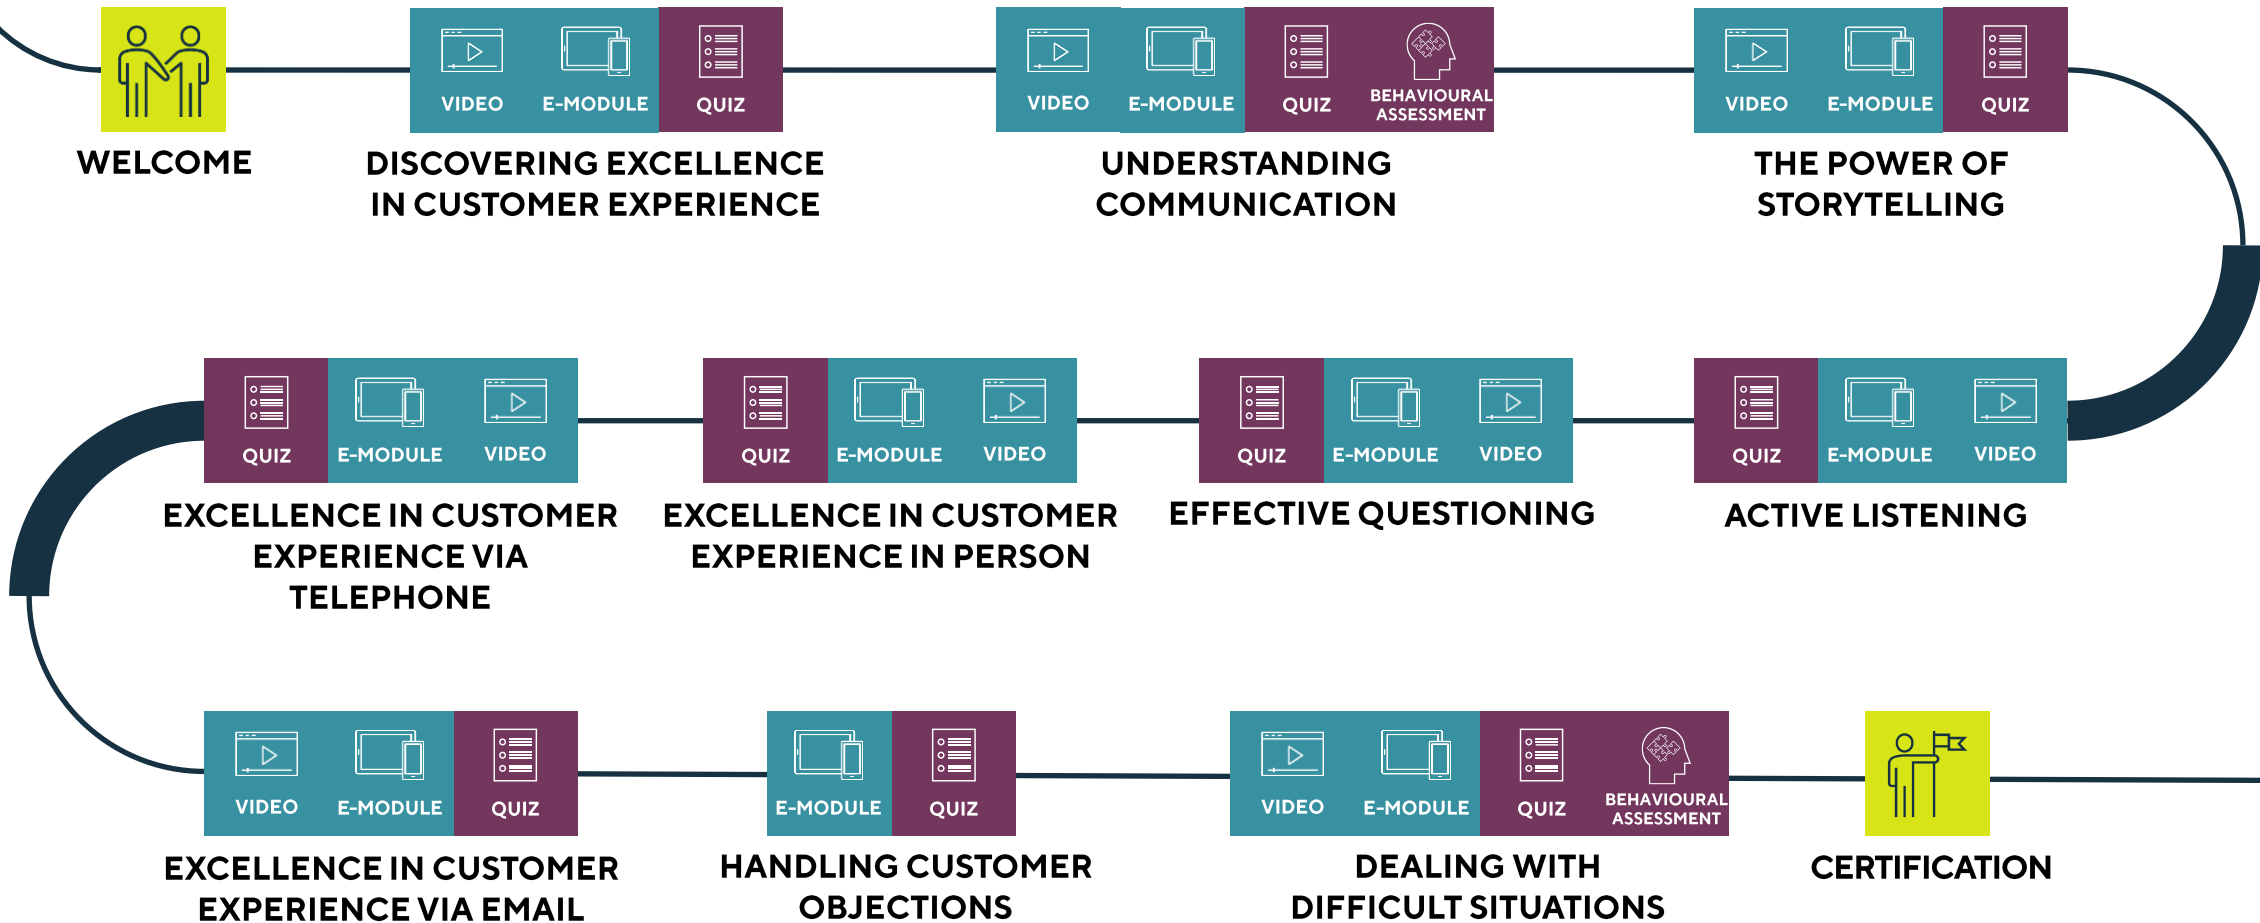 VIDEO E-MODULE QUIZ
VIDEO E-MODULE QUIZ BEHAVIOURAL
ASSESSMENT
VIDEO E-MODULE QUIZ
WELCOME
DISCOVERING EXCELLENCE
IN CUSTOMER EXPERIENCE
UNDERSTANDING
COMMUNICATION
THE POWER OF
STORYTELLING
QUIZ E-MODULE VIDEO
QUIZ E-MODULE VIDEO
QUIZ E-MODULE VIDEO
QUIZ E-MODULE VIDEO
EXCELLENCE IN CUSTOMER
EXPERIENCE VIA
TELEPHONE
EXCELLENCE IN CUSTOMER
EXPERIENCE IN PERSON
EFFECTIVE QUESTIONING
ACTIVE LISTENING
VIDEO E-MODULE QUIZ
E-MODULE QUIZ
VIDEO E-MODULE QUIZ BEHAVIOURAL
ASSESSMENT
EXCELLENCE IN CUSTOMER
EXPERIENCE VIA EMAIL
HANDLING CUSTOMER
OBJECTIONS
DEALING WITH
DIFFICULT SITUATIONS
CERTIFICATION